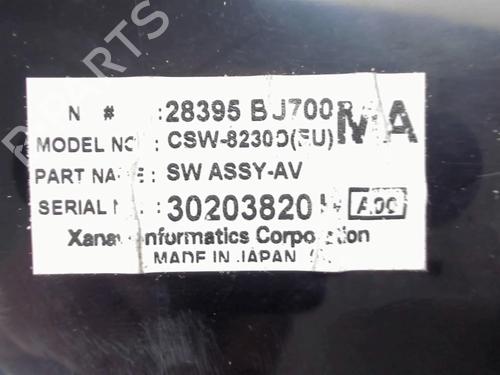 PARTS
N # :28395 BJ700 MA
MODEL NO : CSW-8230D(EU)
PART NAME : SW ASSY-AV
SERIAL N : 30203820 A00
Xanavi Informatics Corporation
MADE IN JAPAN